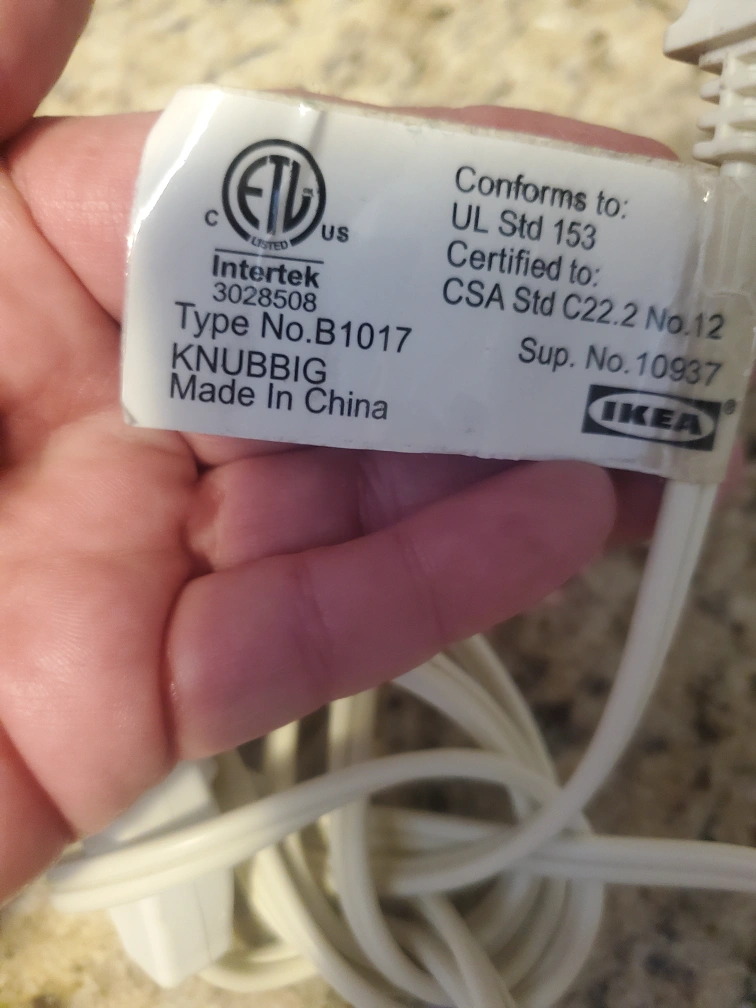 ETL
C US
LISTED
Intertek
3028508
Type No.B1017
KNUBBIG
Made In China
Conforms to:
UL Std 153
Certified to:
CSA Std C22.2 No.12
Sup. No.10937
IKEA®